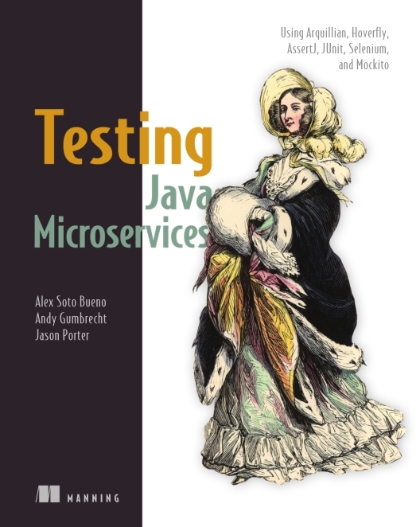 Using Arquillian, Hoverfly,
AssertJ, JUnit, Selenium,
and Mockito
Testing
Java
Microservices
Alex Soto Bueno
Andy Gumbrecht
Jason Porter
MANNING